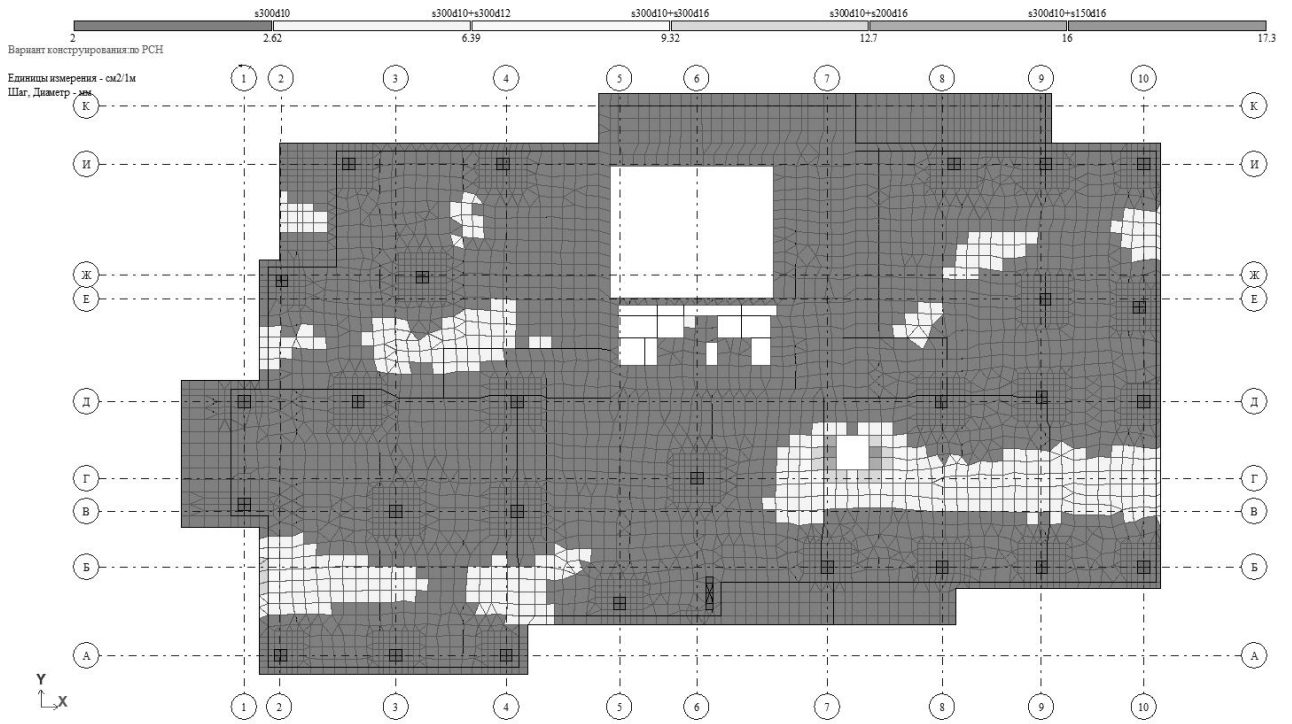 s300d10 s300d10+s300d12 s300d10+s300d16 s300d10+s200d16 s300d10+s150d16
2 2.62 6.39 9.32 12.7 16 17.3
Вариант конструирования:по РСН
Единицы измерения - см2/1м
Шаг, Диаметр - мм
1 2 3 4 5 6 7 8 9 10
К К
И И
Ж Ж
Е Е
Д Д
Г Г
В В
Б Б
А А
Y
X
1 2 3 4 5 6 7 8 9 10